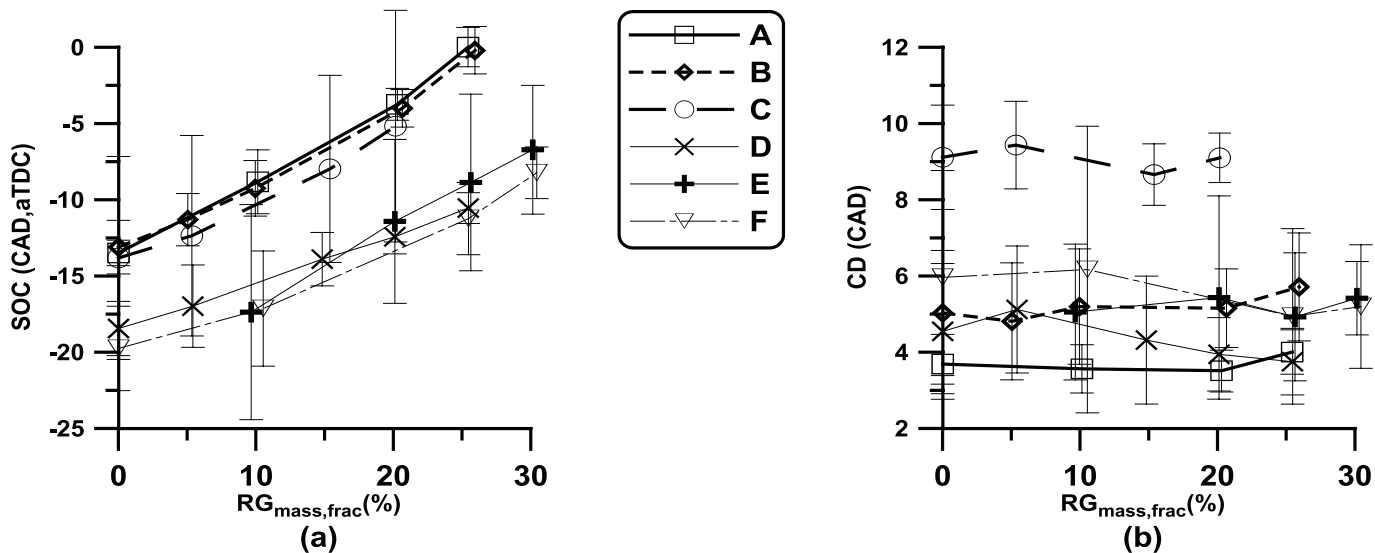 0
-5
-10
-15
-20
-25
SOC (CAD,aTDC)
0 10 20 30
RGmass,frac(%)
(a)
A
B
C
D
E
F
12
10
8
6
4
2
CD (CAD)
0 10 20 30
RGmass,frac(%)
(b)